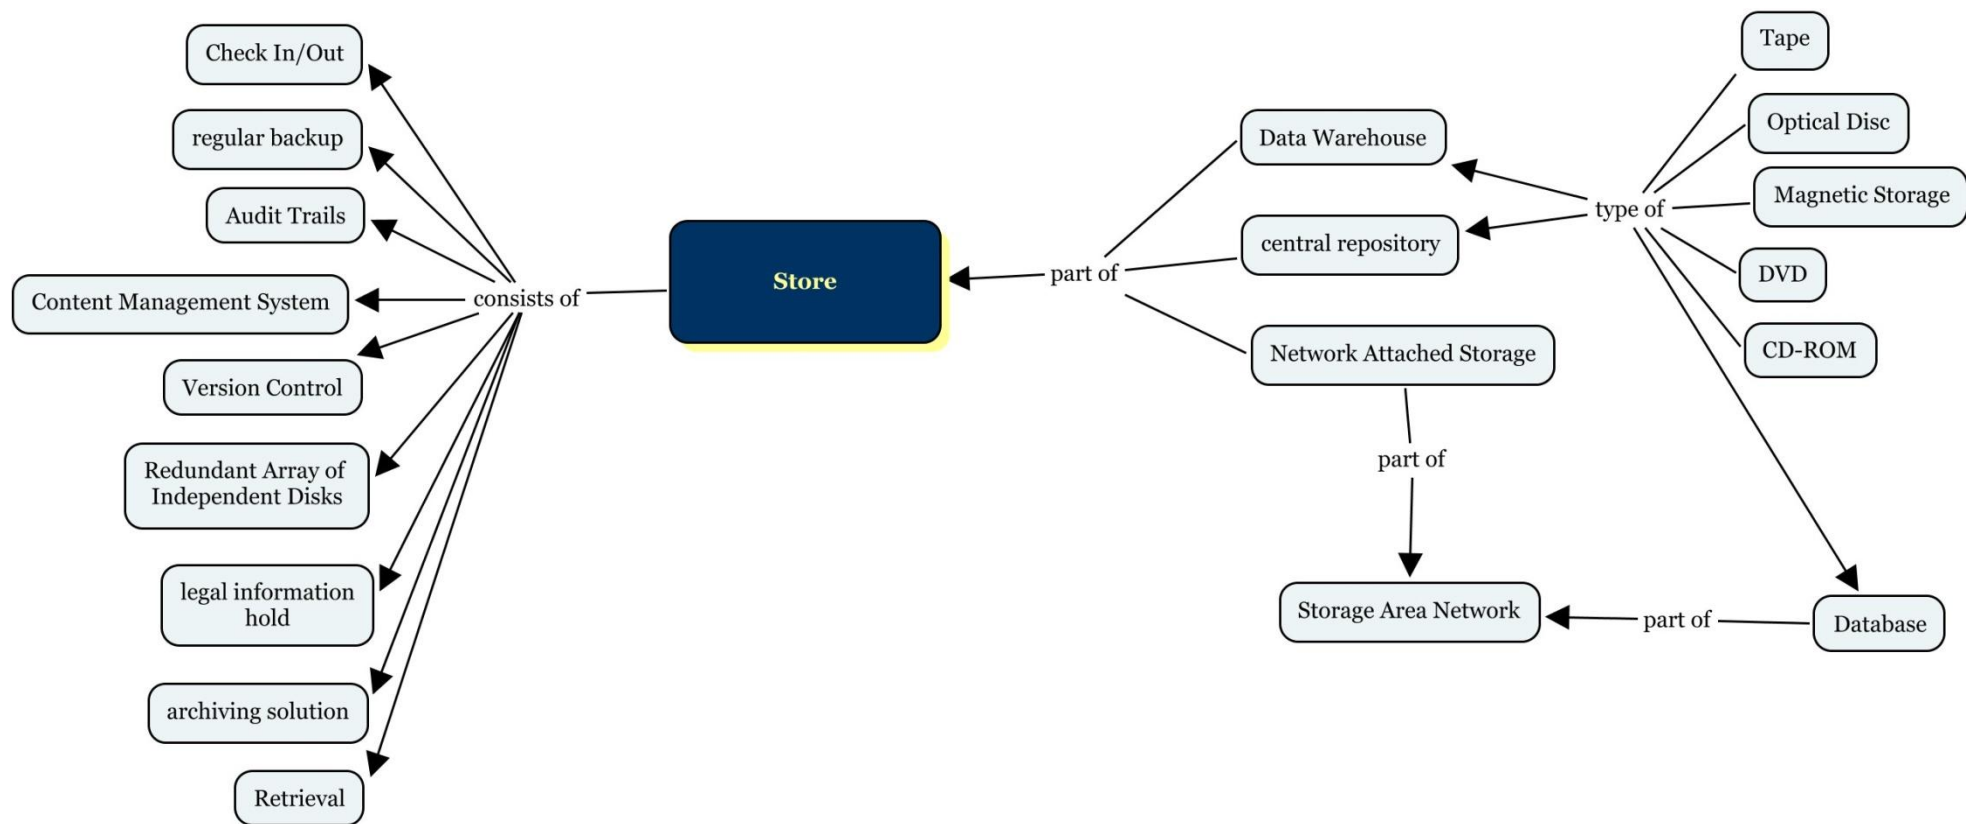 Check In/Out
regular backup
Audit Trails
Content Management System
Version Control
Redundant Array of
Independent Disks
legal information
hold
archiving solution
Retrieval
consists of
Store
part of
Data Warehouse
central repository
Network Attached Storage
part of
Storage Area Network
type of
Tape
Optical Disc
Magnetic Storage
DVD
CD-ROM
part of
Database